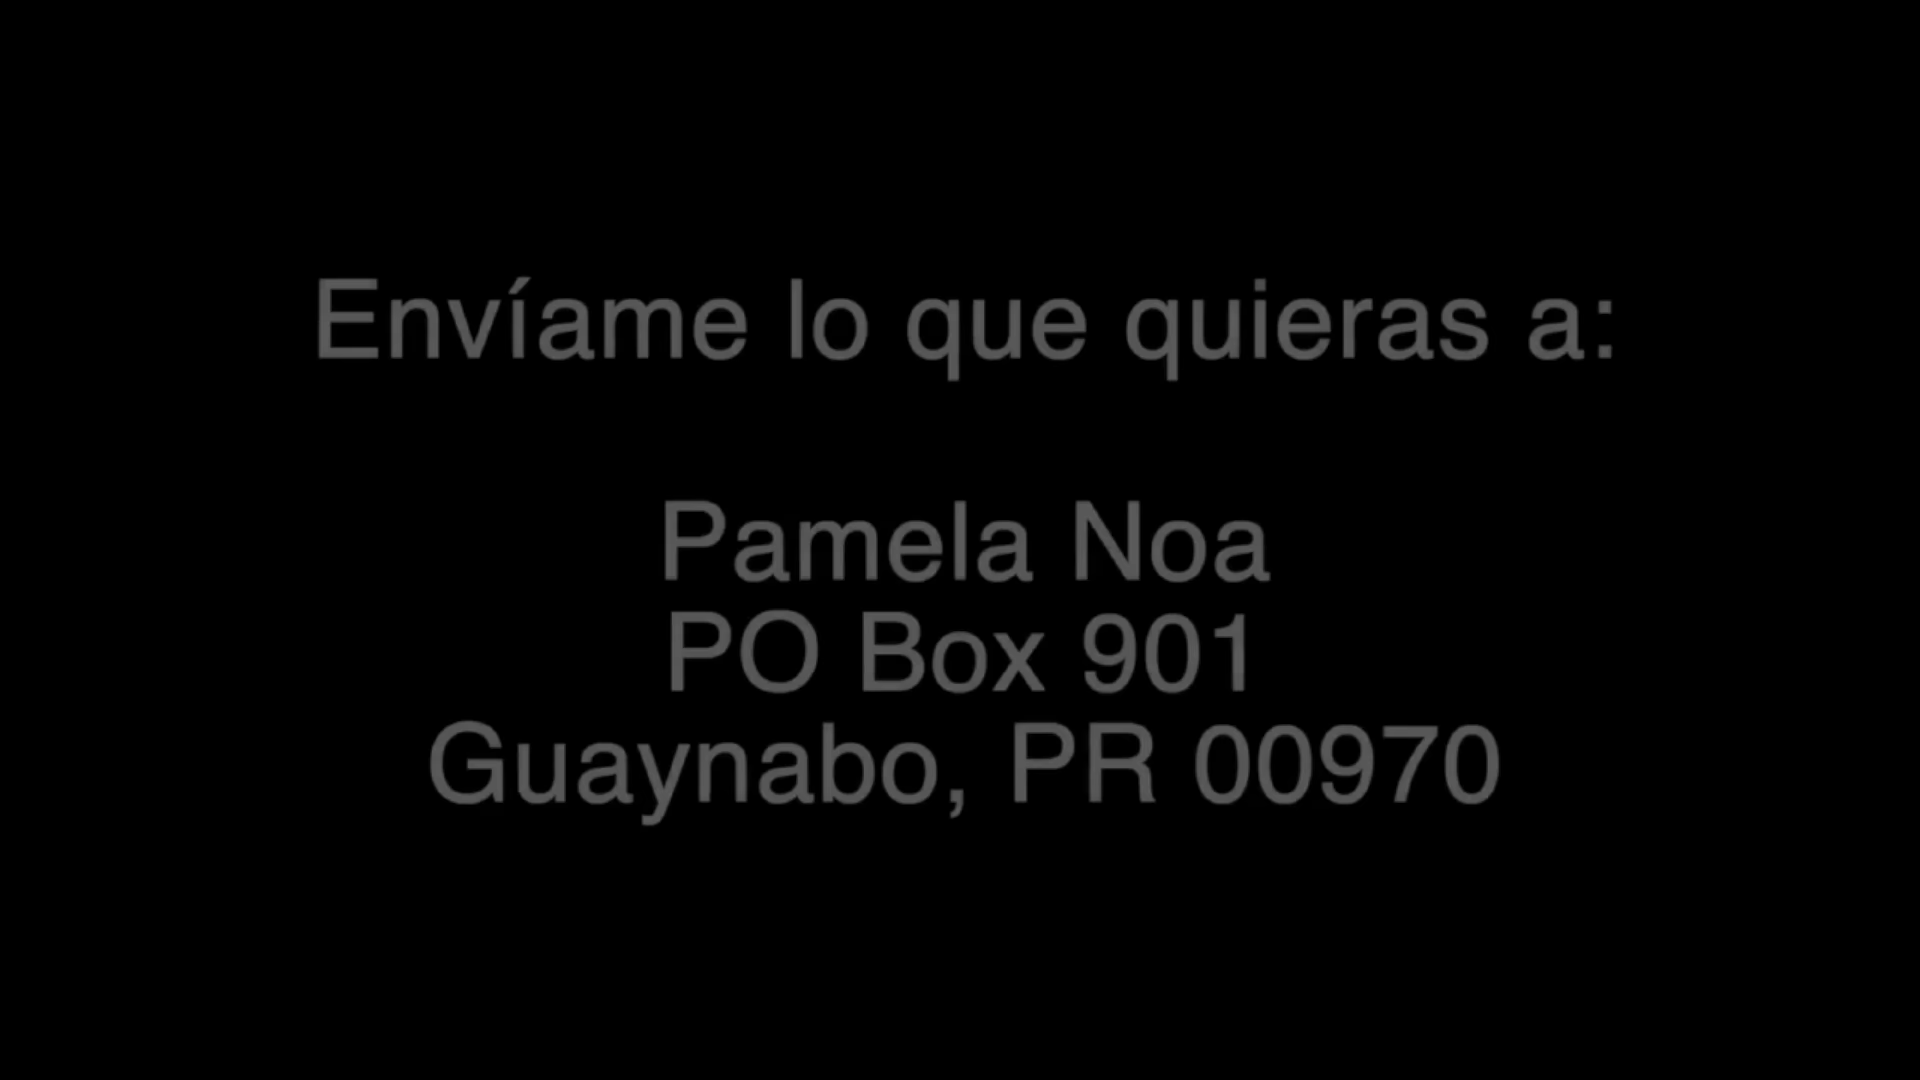 Envíame lo que quieras a:
Pamela Noa
PO Box 901
Guaynabo, PR 00970